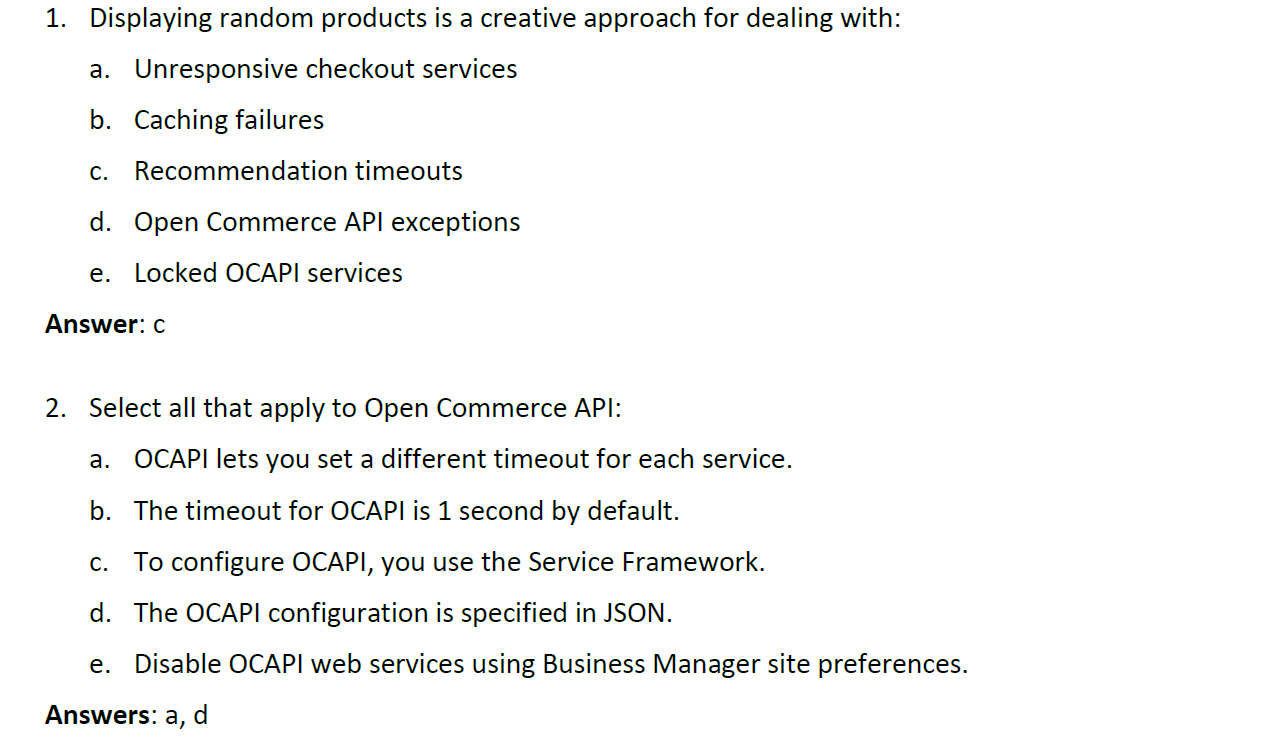 1. Displaying random products is a creative approach for dealing with:
a. Unresponsive checkout services
b. Caching failures
c. Recommendation timeouts
d. Open Commerce API exceptions
e. Locked OCAPI services
Answer: c
2. Select all that apply to Open Commerce API:
a. OCAPI lets you set a different timeout for each service.
b. The timeout for OCAPI is 1 second by default.
c. To configure OCAPI, you use the Service Framework.
d. The OCAPI configuration is specified in JSON.
e. Disable OCAPI web services using Business Manager site preferences.
Answers: a, d